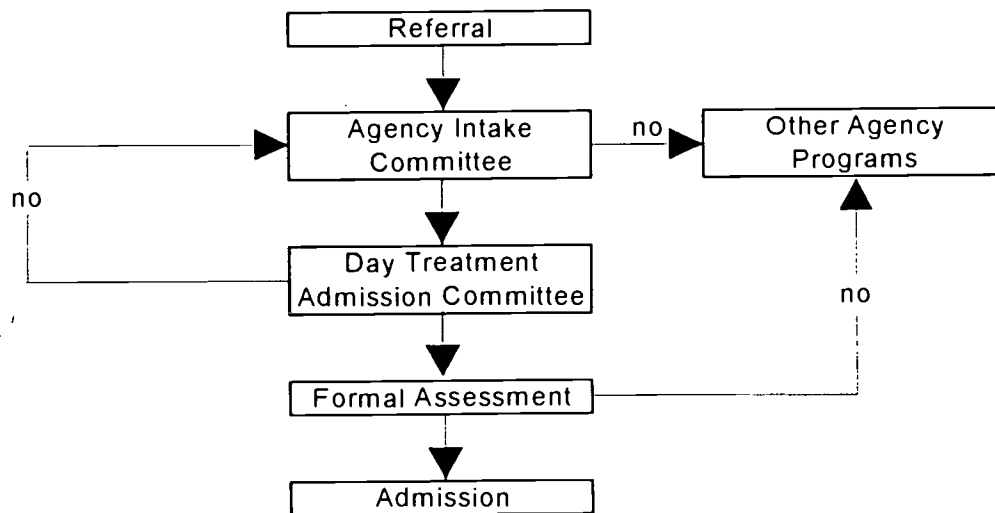 Referral
Agency Intake
Committee
no
Other Agency
Programs
no
Day Treatment
Admission Committee
no
Formal Assessment
Admission